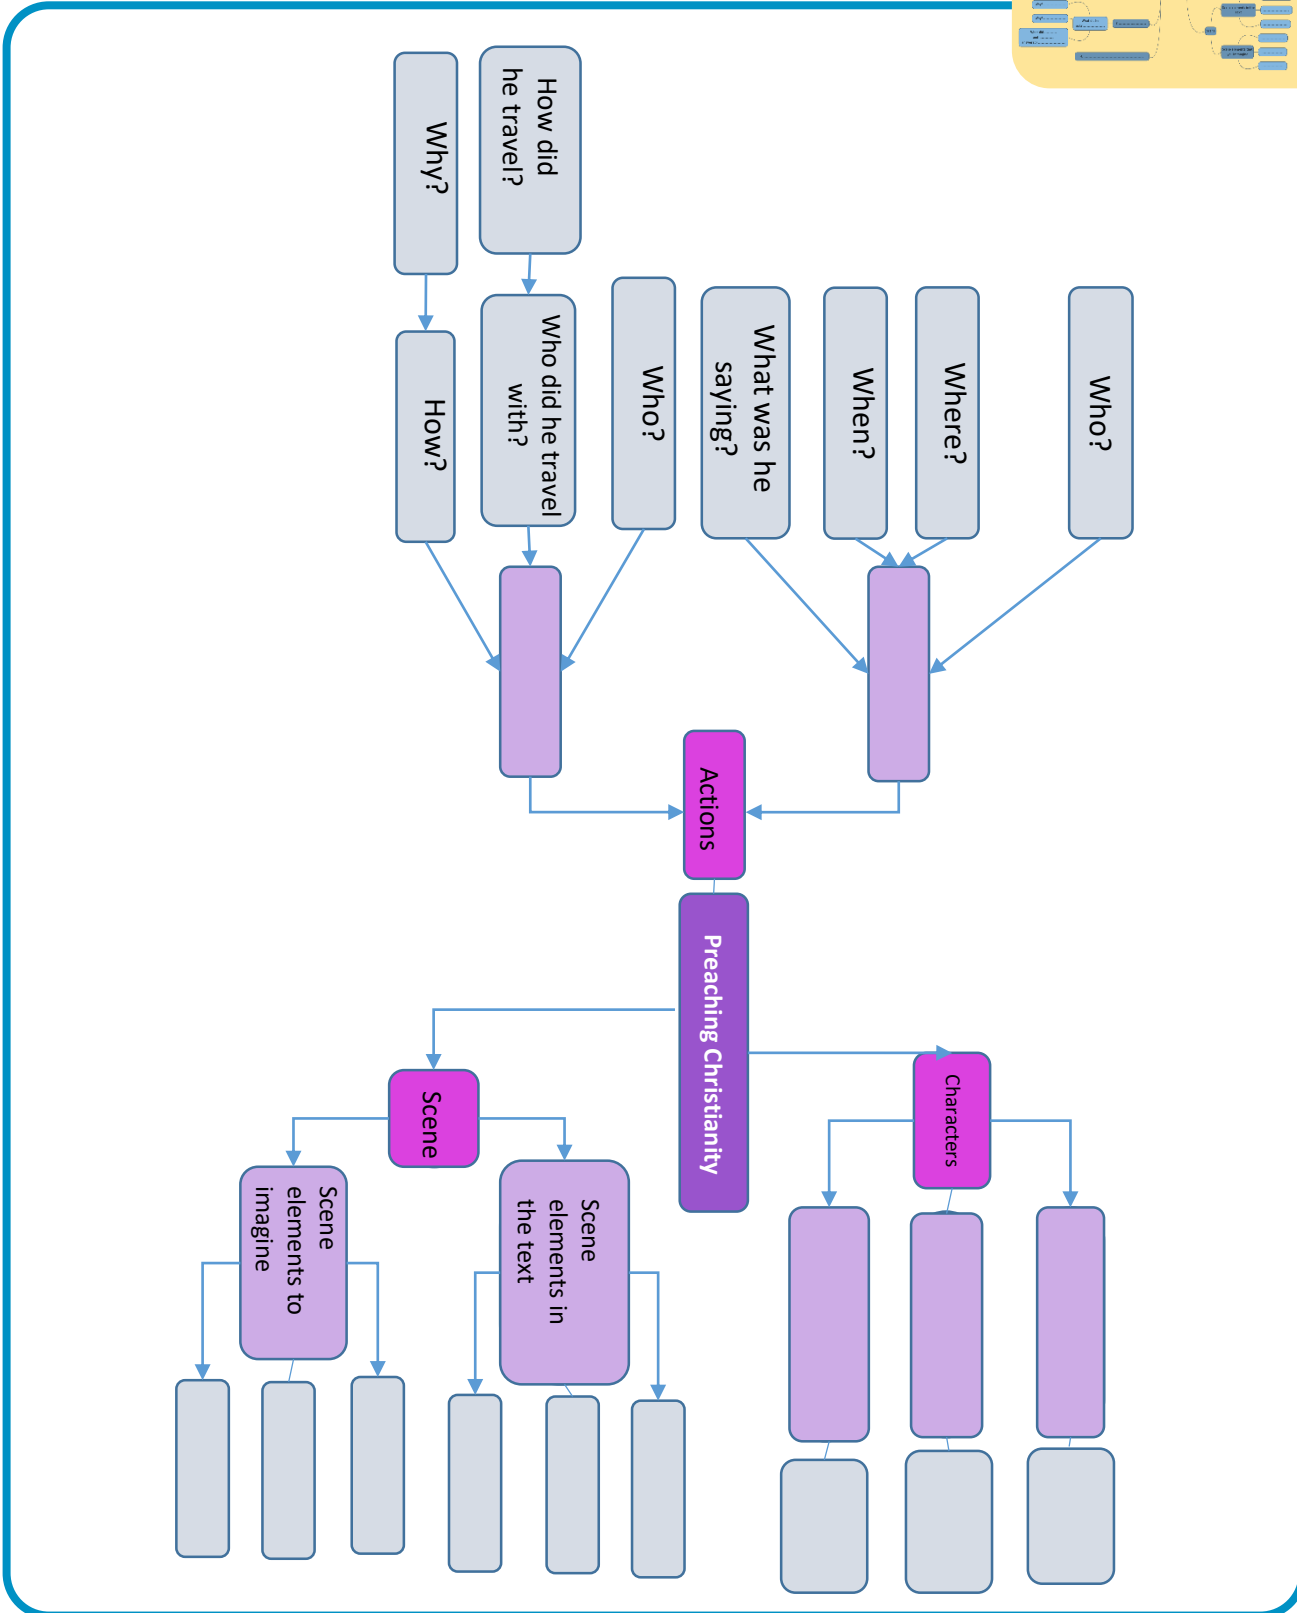 Who?
Where?
When?
What was he
saying?
Who?
How did
he travel?
Who did he travel
with?
Why?
How?
Actions
Preaching Christianity
Characters
Scene
Scene
elements in
the text
Scene
elements to
imagine